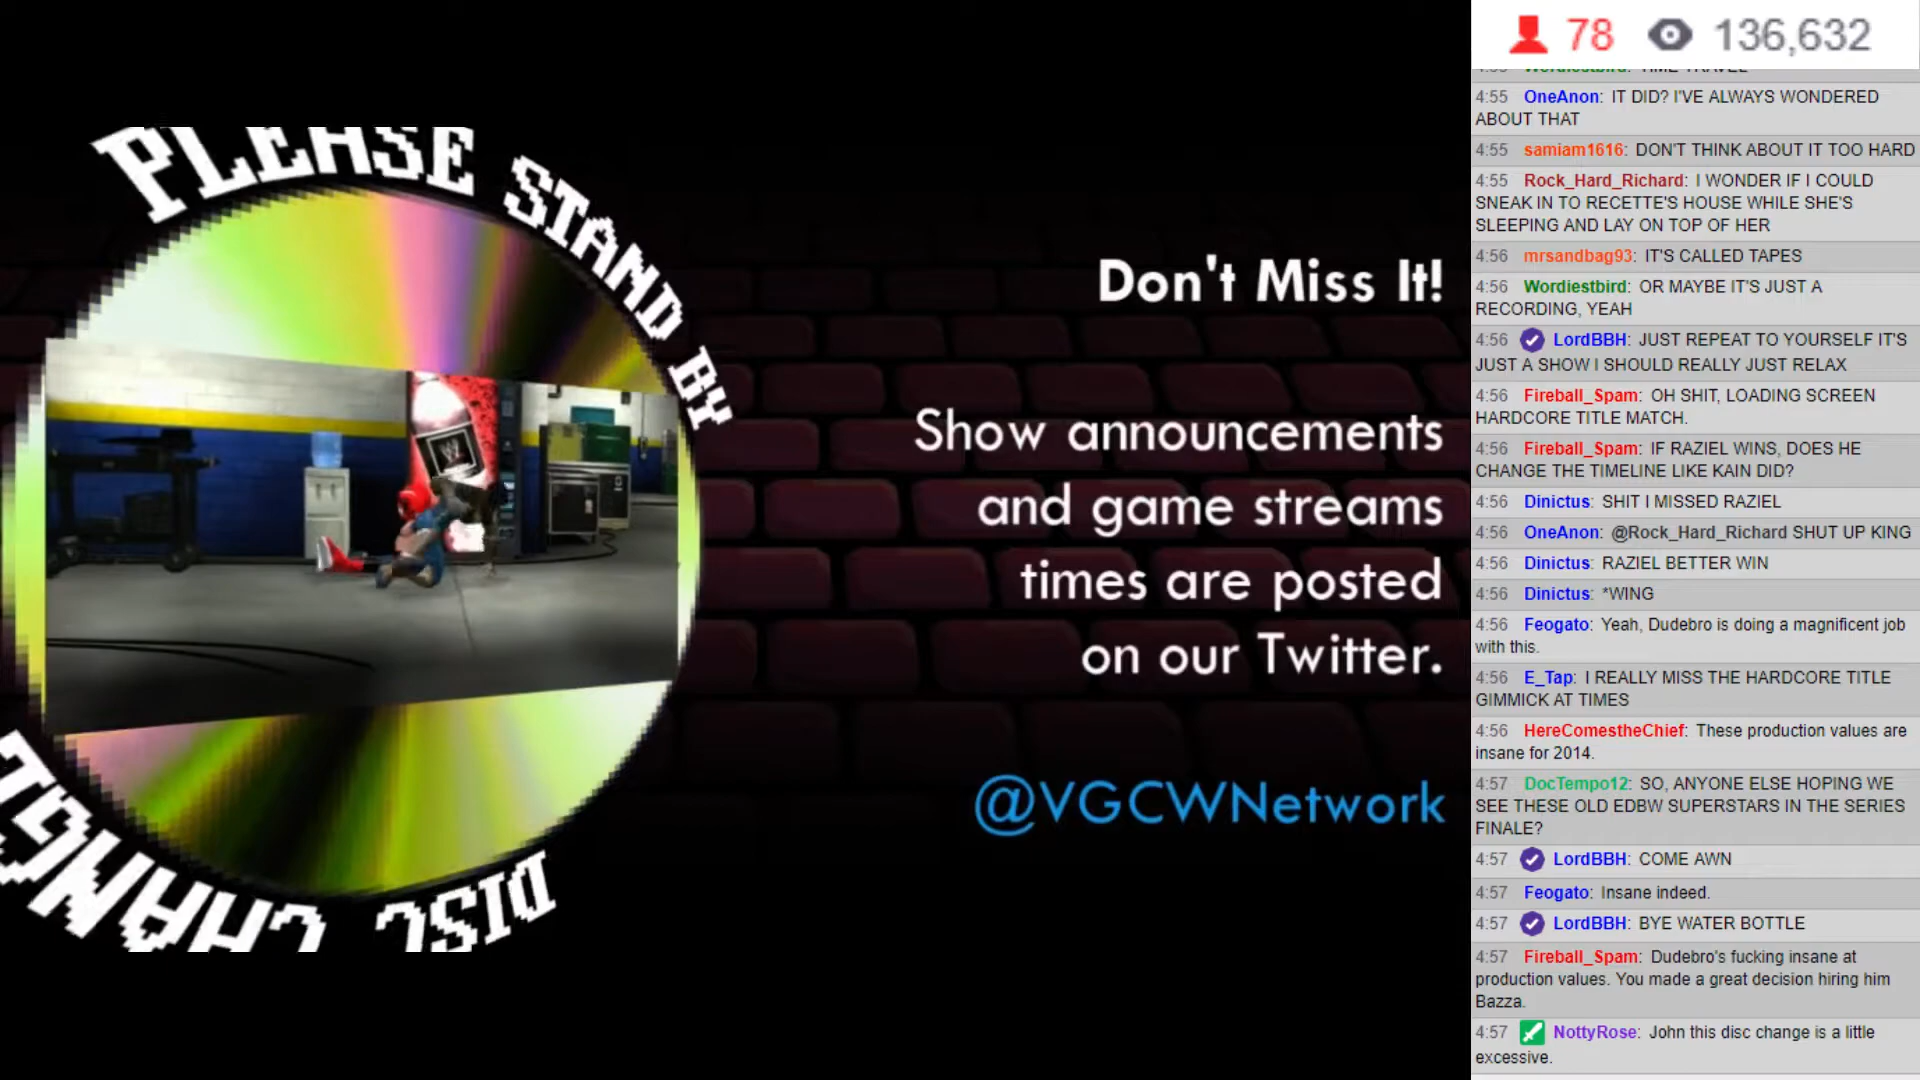 PLEASE STAND BY
DISC CHANGE
Don't Miss It!
Show announcements
and game streams
times are posted
on our Twitter.
@VGCWNetwork
78 136,632
4:55 Wordiestbird: TIME TRAVEL
4:55 OneAnon: IT DID? I'VE ALWAYS WONDERED
ABOUT THAT
4:55 samiam1616: DON'T THINK ABOUT IT TOO HARD
4:55 Rock_Hard_Richard: I WONDER IF I COULD
SNEAK IN TO RECETTE'S HOUSE WHILE SHE'S
SLEEPING AND LAY ON TOP OF HER
4:56 mrsandbag93: IT'S CALLED TAPES
4:56 Wordiestbird: OR MAYBE IT'S JUST A
RECORDING, YEAH
4:56 LordBBH: JUST REPEAT TO YOURSELF IT'S
JUST A SHOW I SHOULD REALLY JUST RELAX
4:56 Fireball_Spam: OH SHIT, LOADING SCREEN
HARDCORE TITLE MATCH.
4:56 Fireball_Spam: IF RAZIEL WINS, DOES HE
CHANGE THE TIMELINE LIKE KAIN DID?
4:56 Dinictus: SHIT I MISSED RAZIEL
4:56 OneAnon: @Rock_Hard_Richard SHUT UP KING
4:56 Dinictus: RAZIEL BETTER WIN
4:56 Dinictus: *WING
4:56 Feogato: Yeah, Dudebro is doing a magnificent job
with this.
4:56 E_Tap: I REALLY MISS THE HARDCORE TITLE
GIMMICK AT TIMES
4:56 HereComestheChief: These production values are
insane for 2014.
4:57 DocTempo12: SO, ANYONE ELSE HOPING WE
SEE THESE OLD EDBW SUPERSTARS IN THE SERIES
FINALE?
4:57 LordBBH: COME AWN
4:57 Feogato: Insane indeed.
4:57 LordBBH: BYE WATER BOTTLE
4:57 Fireball_Spam: Dudebro's fucking insane at
production values. You made a great decision hiring him
Bazza.
4:57 NottyRose: John this disc change is a little
excessive.